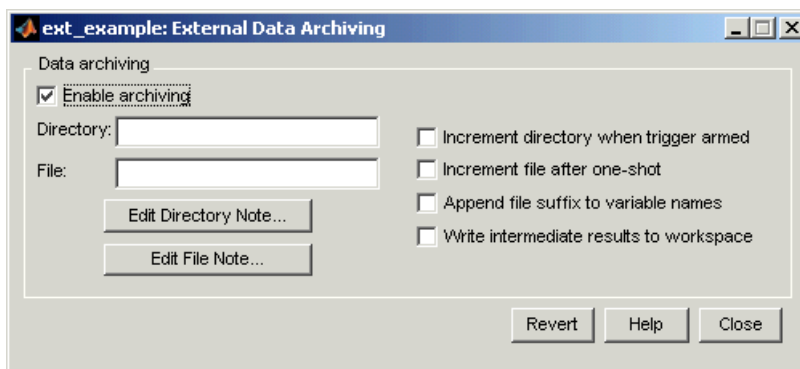 ext_example: External Data Archiving
Data archiving
Enable archiving
Directory:
File:
Edit Directory Note...
Edit File Note...
Increment directory when trigger armed
Increment file after one-shot
Append file suffix to variable names
Write intermediate results to workspace
Revert Help Close